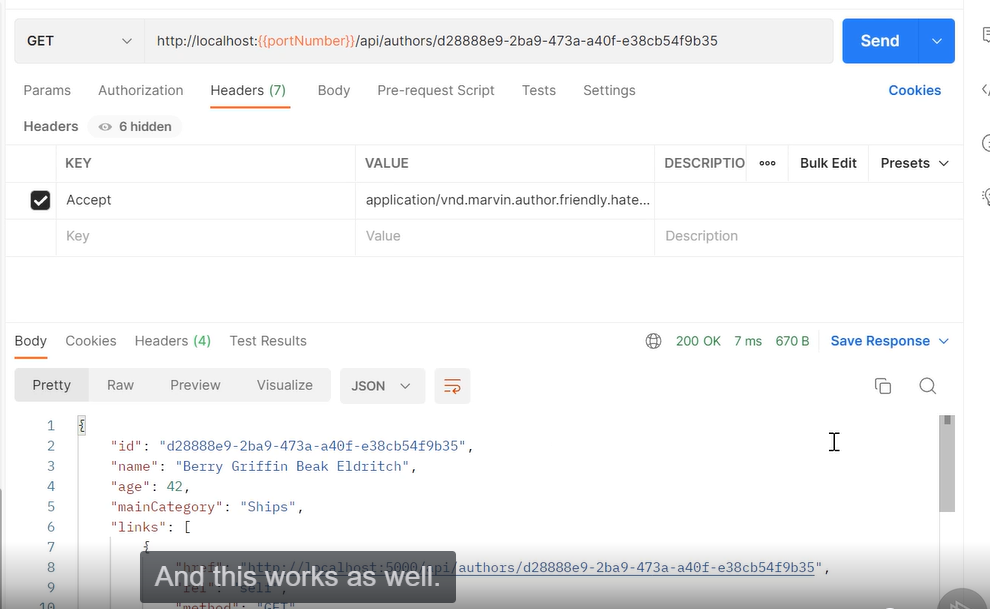 GET http://localhost:{{portNumber}}/api/authors/d28888e9-2ba9-473a-a40f-e38cb54f9b35 Send
Params Authorization Headers (7) Body Pre-request Script Tests Settings Cookies
Headers 6 hidden
KEY VALUE DESCRIPTIO Bulk Edit Presets
Accept application/vnd.marvin.author.friendly.hate...
Key Value Description
Body Cookies Headers (4) Test Results 200 OK 7 ms 670 B Save Response
Pretty Raw Preview Visualize JSON
1 {
2 "id": "d28888e9-2ba9-473a-a40f-e38cb54f9b35",
3 "name": "Berry Griffin Beak Eldritch",
4 "age": 42,
5 "mainCategory": "Ships",
6 "links": [
7 {
8 "href": "http://localhost:5000/api/authors/d28888e9-2ba9-473a-a40f-e38cb54f9b35",
And this works as well.
9 "rel": "self",
10 "method": "GET"